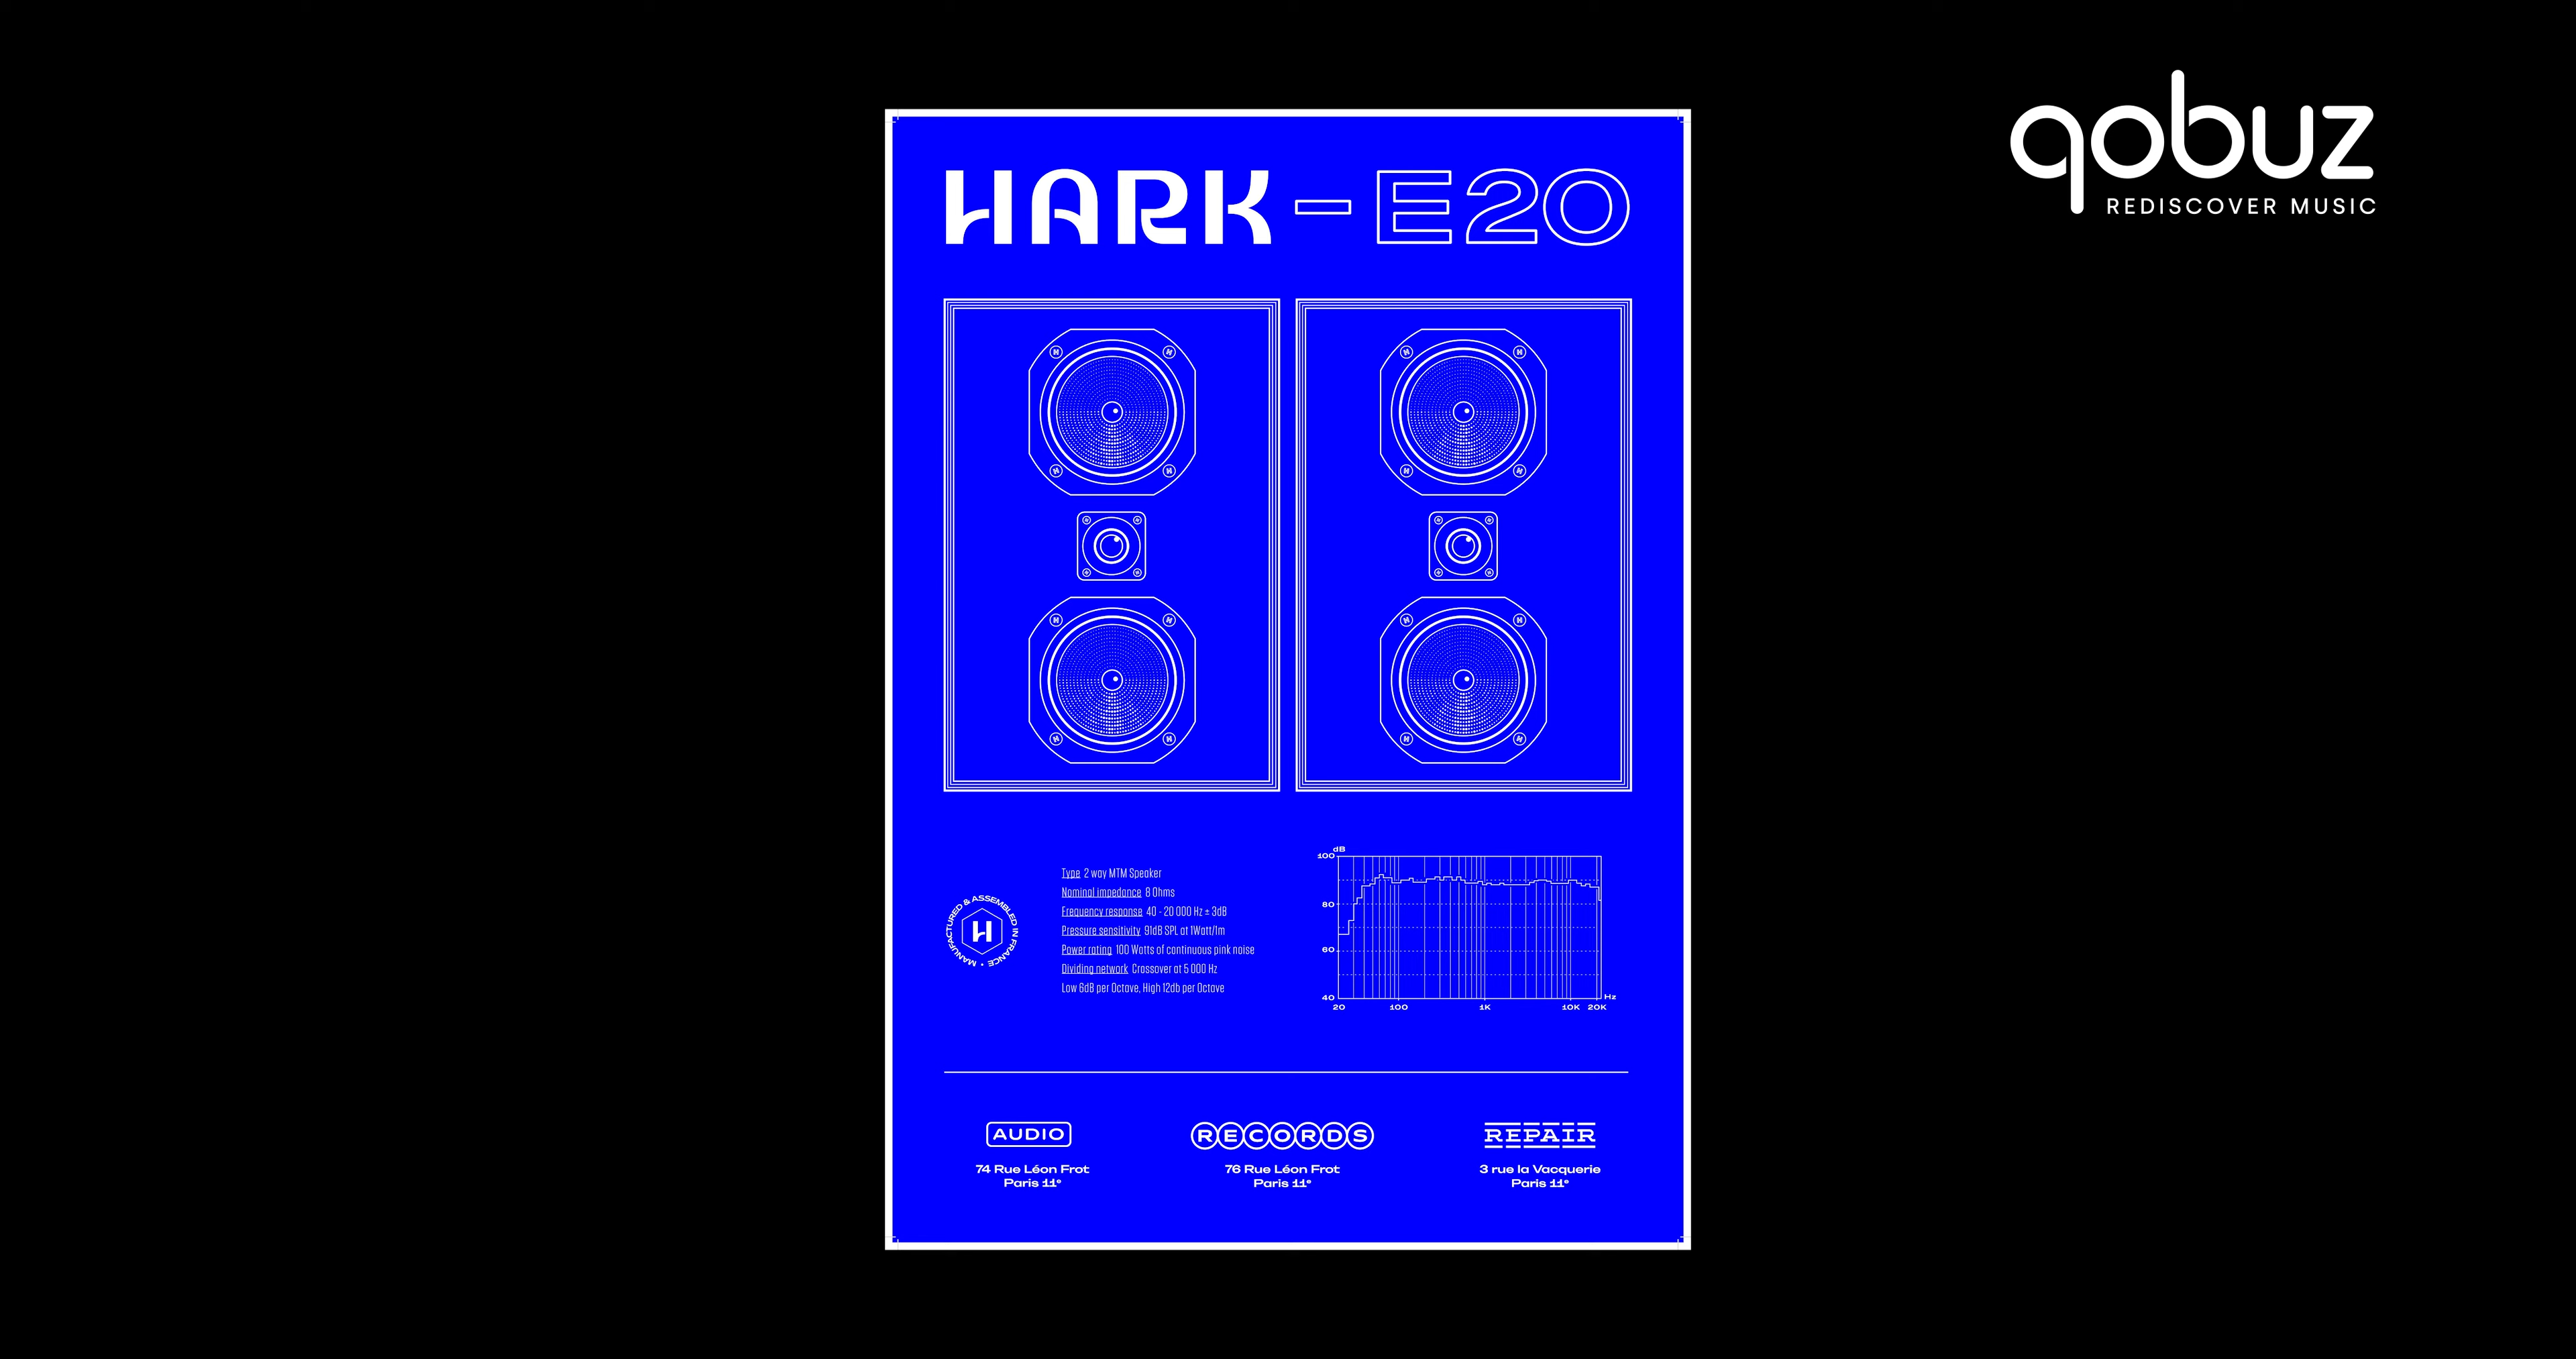 qobuz
REDISCOVER MUSIC
HARK - E20
Type 2 way MTM Speaker
Nominal impedance 8 Ohms
Frequency response 40 - 20 000 Hz ± 3dB
Pressure sensitivity 91dB SPL at 1Watt/1m
Power rating 100 Watts of continuous pink noise
Dividing network Crossover at 5 000 Hz
Low 6dB per Octave, High 12db per Octave
MANUFACTURED & ASSEMBLED IN FRANCE •
H
dB
100
80
60
40
Hz
20 100 1K 10K 20K
AUDIO
74 Rue Léon Frot
Paris 11e
RECORDS
76 Rue Léon Frot
Paris 11e
REPAIR
3 rue la Vacquerie
Paris 11e